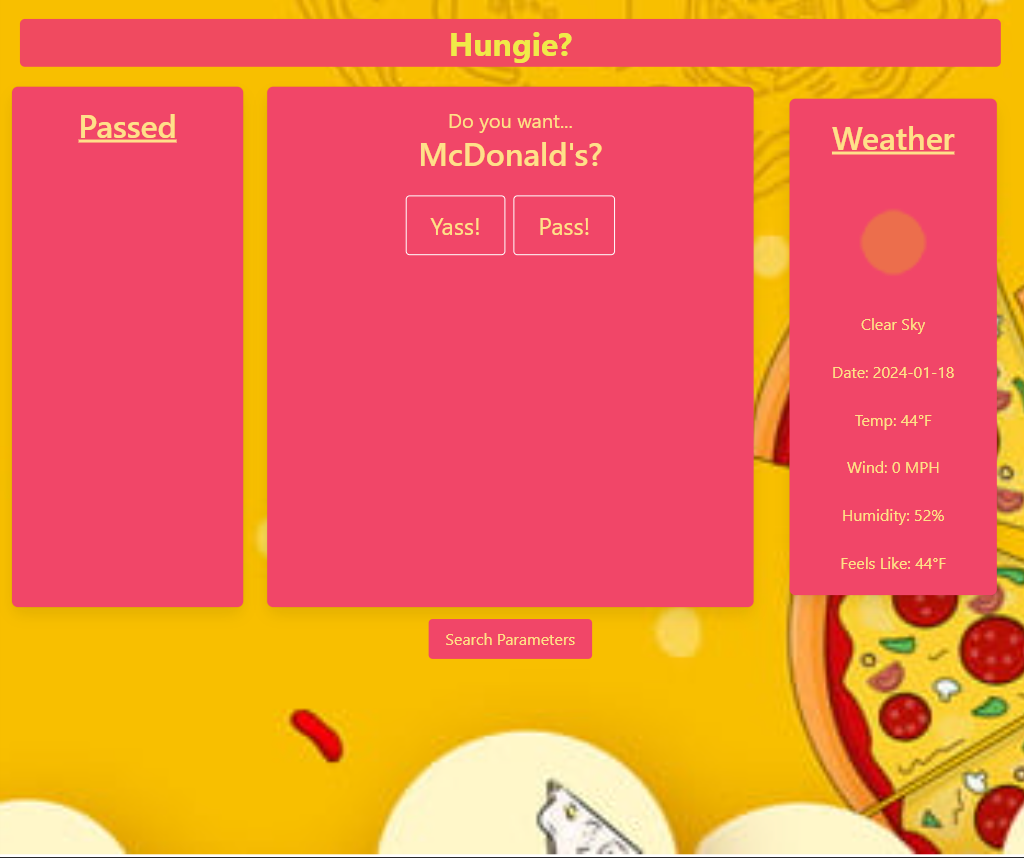 Hungie?
Passed
Do you want...
McDonald's?
Yass!
Pass!
Weather
Clear Sky
Date: 2024-01-18
Temp: 44°F
Wind: 0 MPH
Humidity: 52%
Feels Like: 44°F
Search Parameters